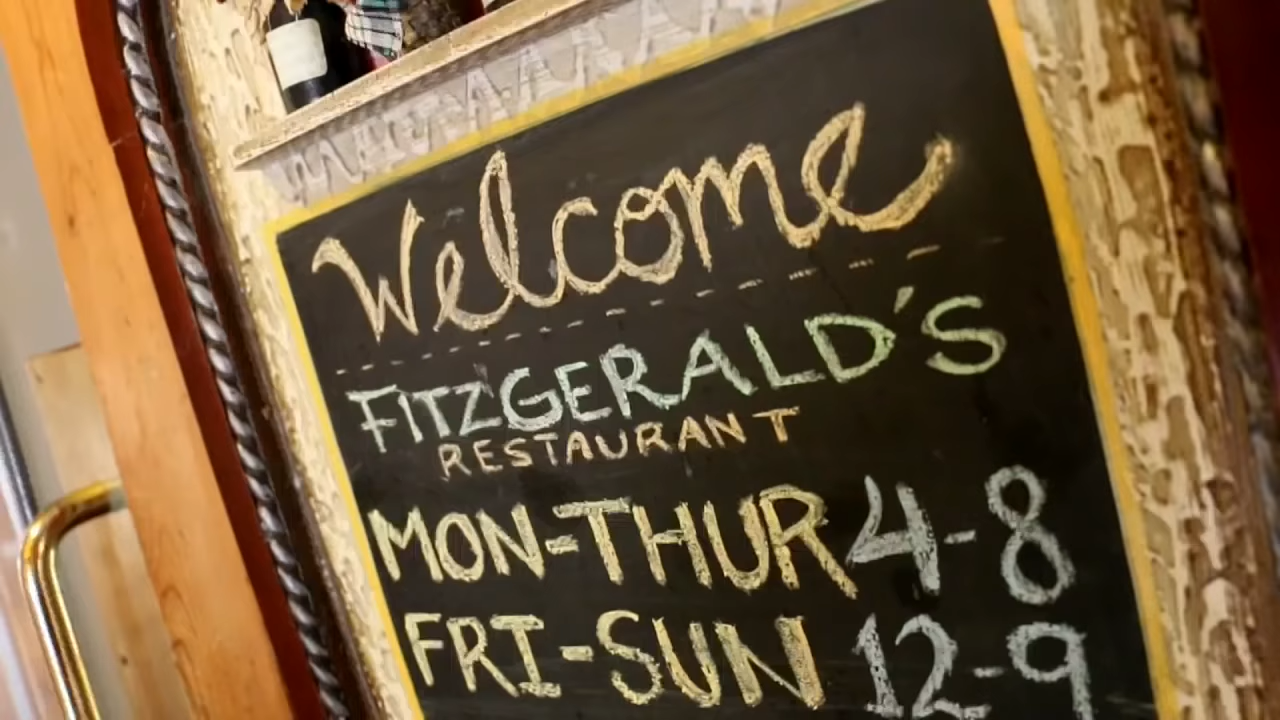 Welcome
FITZGERALD'S
RESTAURANT
MON-THUR 4-8
FRI-SUN 12-9